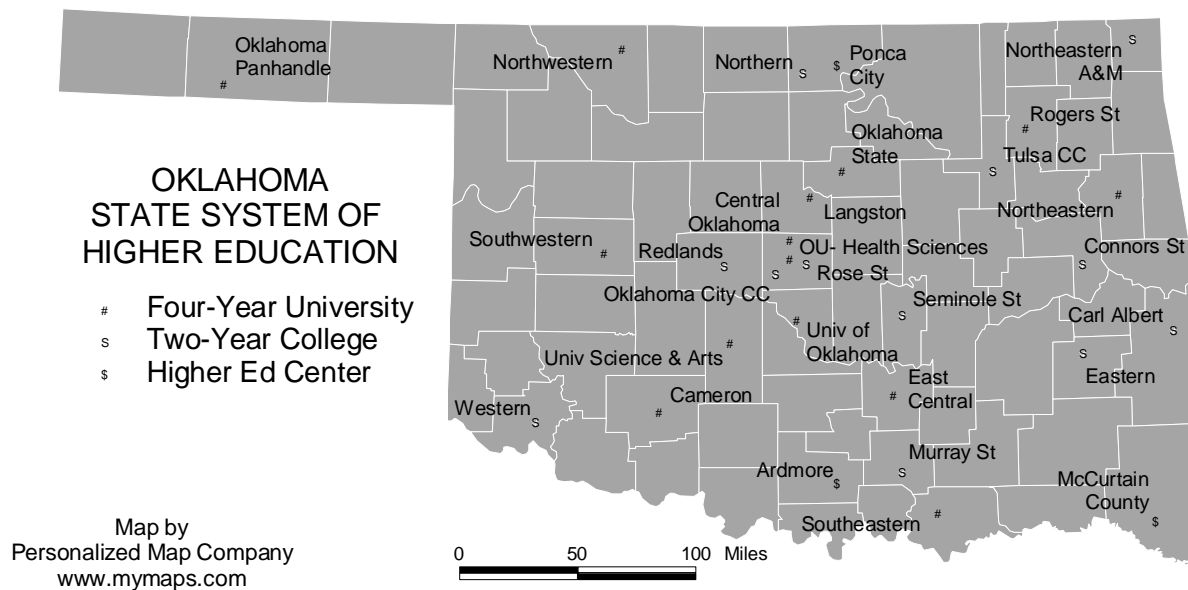 OKLAHOMA
STATE SYSTEM OF
HIGHER EDUCATION
# Four-Year University
S Two-Year College
$ Higher Ed Center
Oklahoma
Panhandle
#
Northwestern
#
Northern
S
$
Ponca
City
Northeastern
A&M
S
Rogers St
#
Oklahoma
State
#
Tulsa CC
S
Central
Oklahoma
#
#
Langston
Northeastern
#
Southwestern
#
Redlands
S
OU- Health Sciences
#
Rose St
S
Connors St
S
Oklahoma City CC
S
Seminole St
S
Carl Albert
S
Univ of
Oklahoma
#
Univ Science & Arts
#
Eastern
S
East
Central
#
Cameron
#
Western
S
Murray St
S
Ardmore
$
McCurtain
County
$
Southeastern
#
Map by
Personalized Map Company
www.mymaps.com
0 50 100 Miles